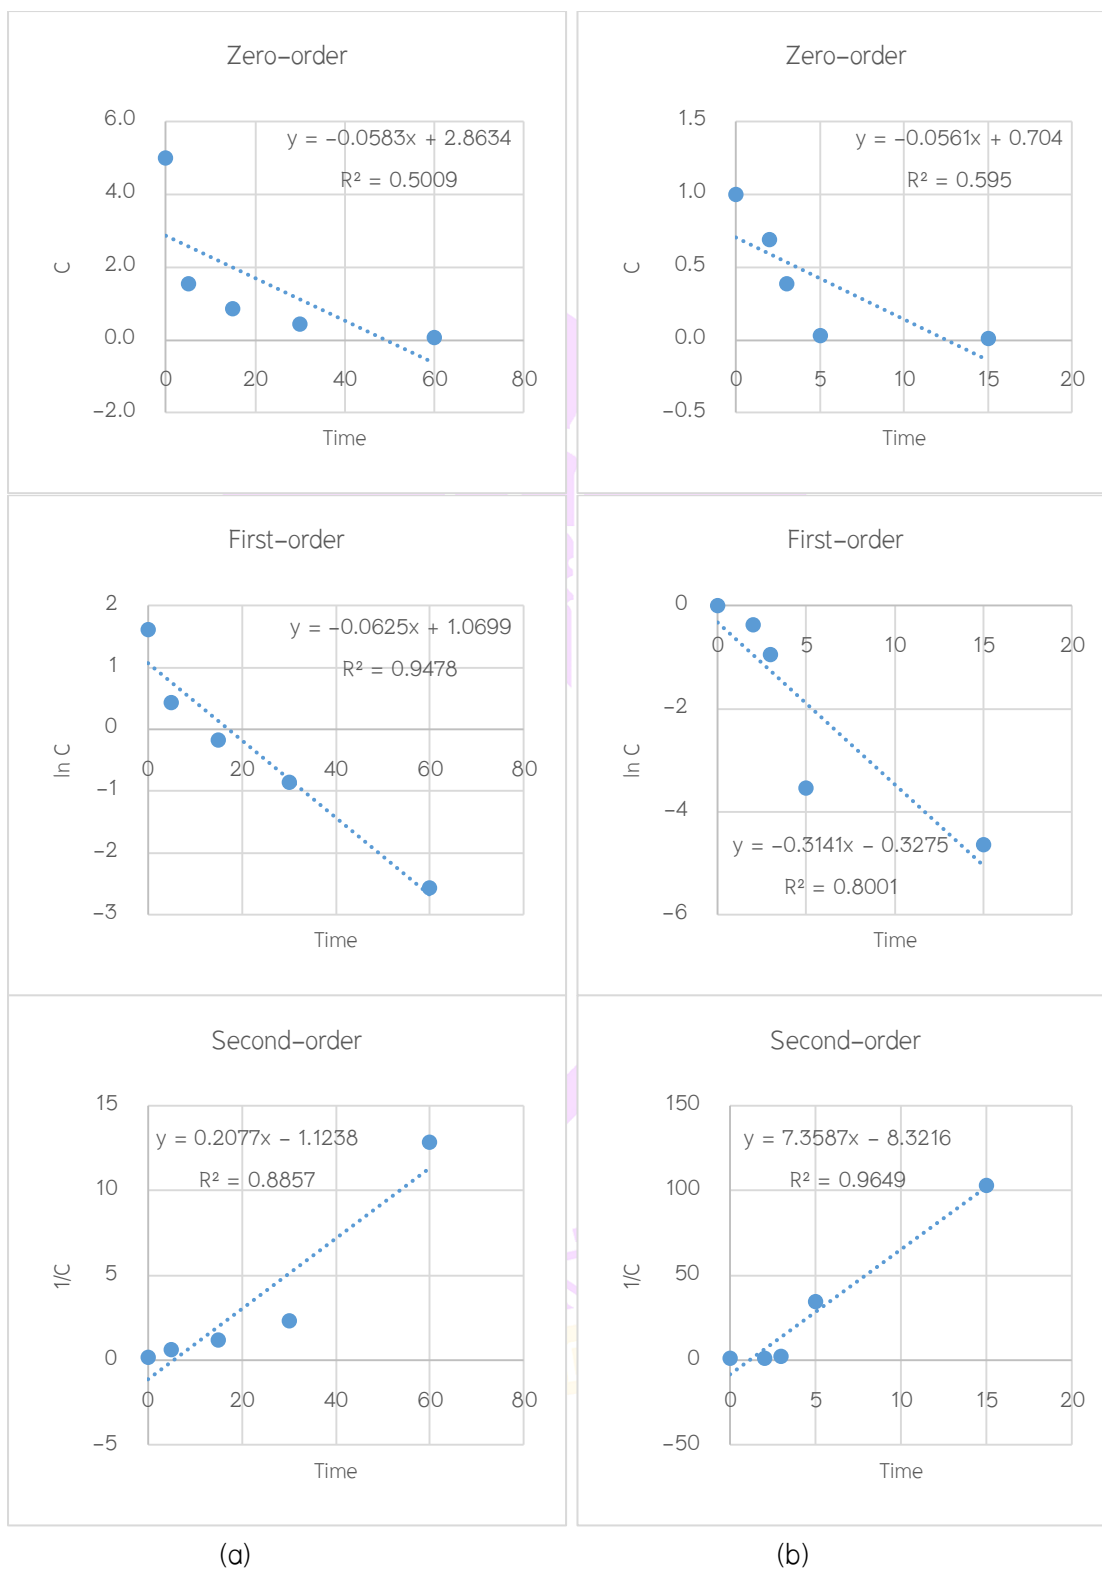 Zero-order
6.0
y = -0.0583x + 2.8634
R² = 0.5009
4.0
C
2.0
0.0
0 20 40 60 80
-2.0
Time
Zero-order
1.5
y = -0.0561x + 0.704
R² = 0.595
1.0
C
0.5
0.0
0 5 10 15 20
-0.5
Time
First-order
2
y = -0.0625x + 1.0699
R² = 0.9478
1
0
ln C
0 20 40 60 80
-1
-2
-3
Time
First-order
0
0 5 10 15 20
-2
ln C
-4
y = -0.3141x - 0.3275
R² = 0.8001
-6
Time
Second-order
15
y = 0.2077x - 1.1238
R² = 0.8857
10
1/C
5
0
0 20 40 60 80
-5
Time
Second-order
150
y = 7.3587x - 8.3216
R² = 0.9649
100
1/C
50
0
0 5 10 15 20
-50
Time
(a)
(b)